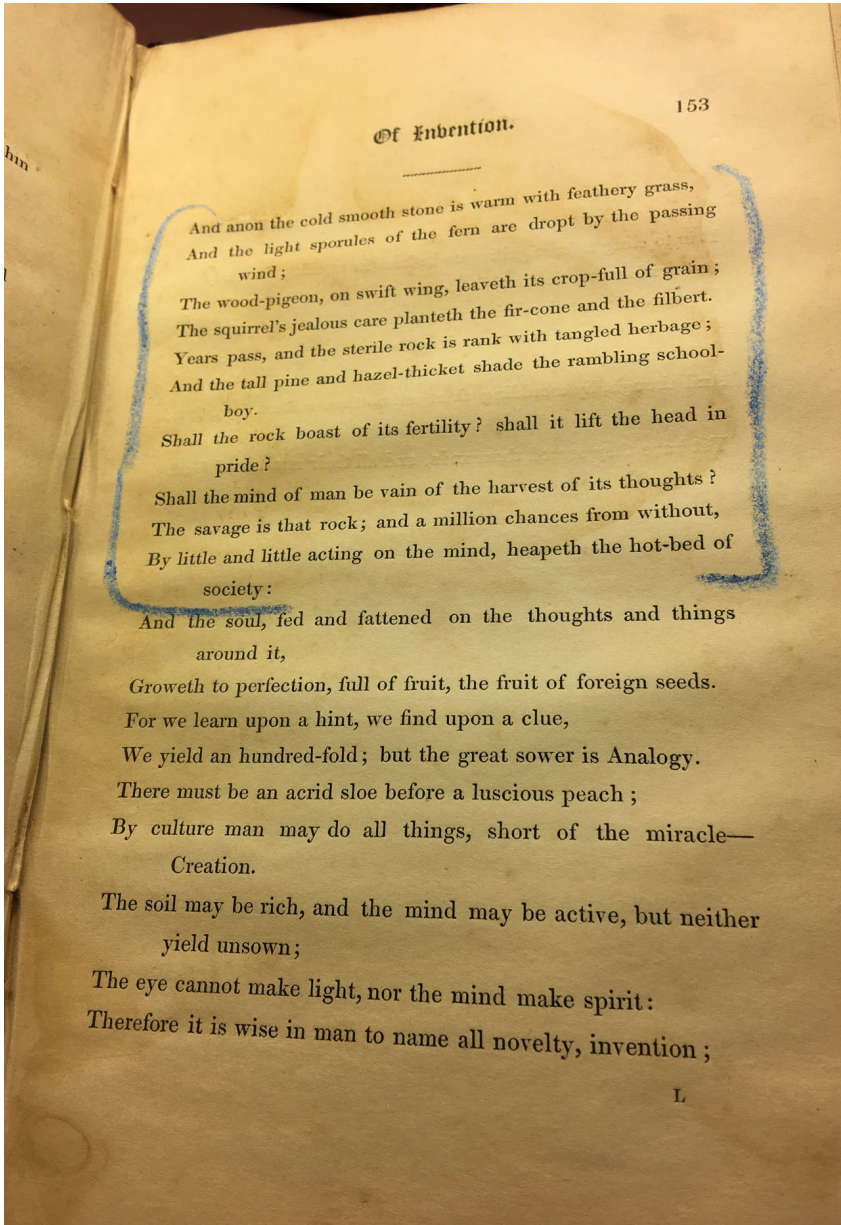 153
Of Invention.
And anon the cold smooth stone is warm with feathery grass,
And the light sporules of the fern are dropt by the passing
wind ;
The wood-pigeon, on swift wing, leaveth its crop-full of grain ;
The squirrel's jealous care planteth the fir-cone and the filbert.
Years pass, and the sterile rock is rank with tangled herbage ;
And the tall pine and hazel-thicket shade the rambling school-
boy.
Shall the rock boast of its fertility ? shall it lift the head in
pride ?
Shall the mind of man be vain of the harvest of its thoughts ?
The savage is that rock; and a million chances from without,
By little and little acting on the mind, heapeth the hot-bed of
society :
And the soul, fed and fattened on the thoughts and things
around it,
Groweth to perfection, full of fruit, the fruit of foreign seeds.
For we learn upon a hint, we find upon a clue,
We yield an hundred-fold ; but the great sower is Analogy.
There must be an acrid sloe before a luscious peach ;
By culture man may do all things, short of the miracle—
Creation.
The soil may be rich, and the mind may be active, but neither
yield unsown ;
The eye cannot make light, nor the mind make spirit :
Therefore it is wise in man to name all novelty, invention ;
L